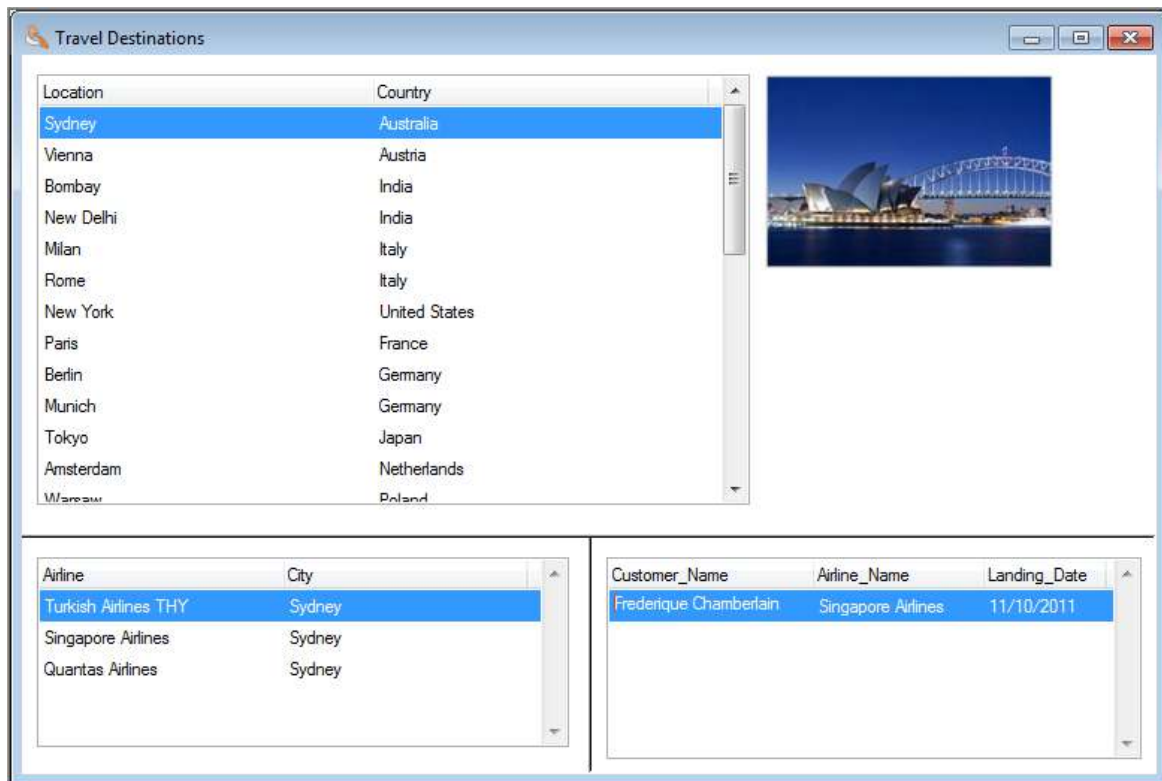 Travel Destinations
Location Country
Sydney Australia
Vienna Austria
Bombay India
New Delhi India
Milan Italy
Rome Italy
New York United States
Paris France
Berlin Germany
Munich Germany
Tokyo Japan
Amsterdam Netherlands
Warsaw Poland
Airline City
Turkish Airlines THY Sydney
Singapore Airlines Sydney
Quantas Airlines Sydney
Customer_Name Airline_Name Landing_Date
Frederique Chamberlain Singapore Airlines 11/10/2011